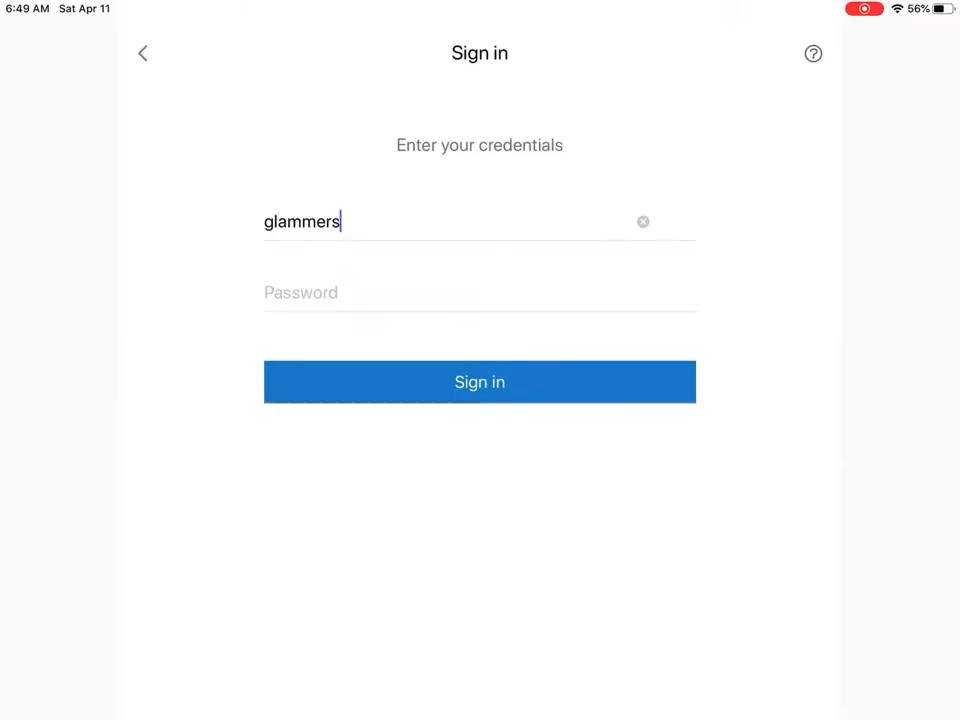 6:49 AM Sat Apr 11 56%
Sign in
Enter your credentials
glammers
Password
Sign in